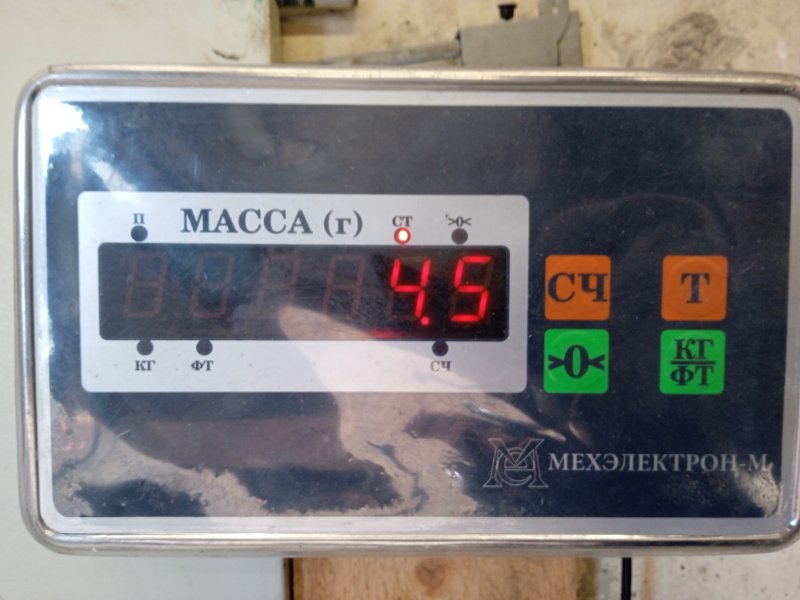 П МАССА (г) СТ >0<
4.5
КГ ФТ СЧ
СЧ Т
>0< КГ
ФТ
МЕХЭЛЕКТРОН-М